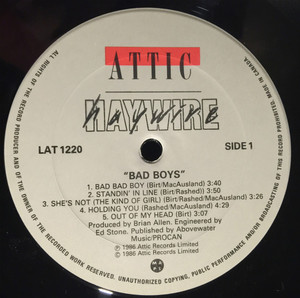 ATTIC
HAYWIRE
LAT 1220
SIDE 1
"BAD BOYS"
1. BAD BAD BOY (Birt/MacAusland) 3:40
2. STANDIN' IN LINE (Birt/Rashed) 3:50
3. SHE'S NOT (THE KIND OF GIRL) (Birt/Rashed/MacAusland) 3:26
4. HOLDING YOU (Rashed/MacAusland) 4:29
5. OUT OF MY HEAD (Birt) 3:07
Produced by Brian Allen, Engineered by
Ed Stone. Published by Abovewater
Music/PROCAN
℗ 1986 Attic Records Limited
© 1986 Attic Records Limited
ALL RIGHTS OF THE RECORD PRODUCER AND OF THE OWNER OF THE RECORDED WORK RESERVED. UNAUTHORIZED COPYING, PUBLIC PERFORMANCE AND/OR BROADCASTING OF THIS RECORD PROHIBITED. MADE IN CANADA.